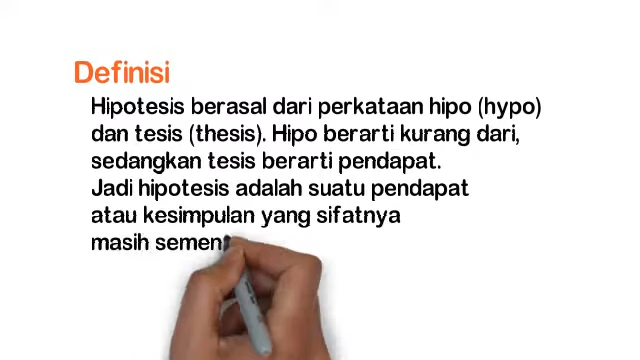 Definisi
Hipotesis berasal dari perkataan hipo (hypo)
dan tesis (thesis). Hipo berarti kurang dari,
sedangkan tesis berarti pendapat.
Jadi hipotesis adalah suatu pendapat
atau kesimpulan yang sifatnya
masih semen